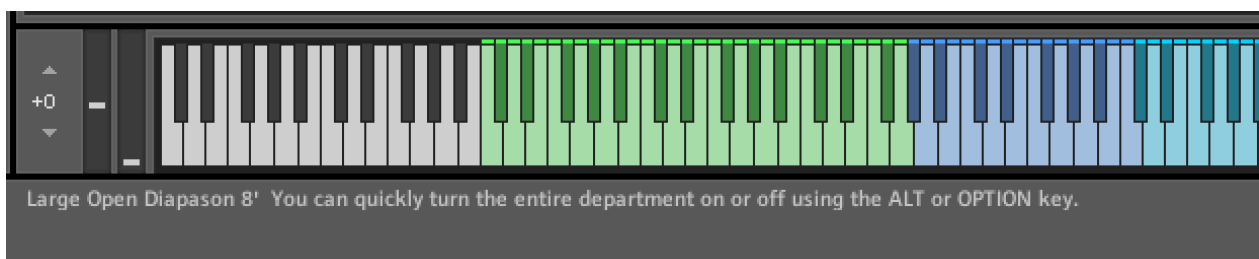 +0
Large Open Diapason 8'  You can quickly turn the entire department on or off using the ALT or OPTION key.